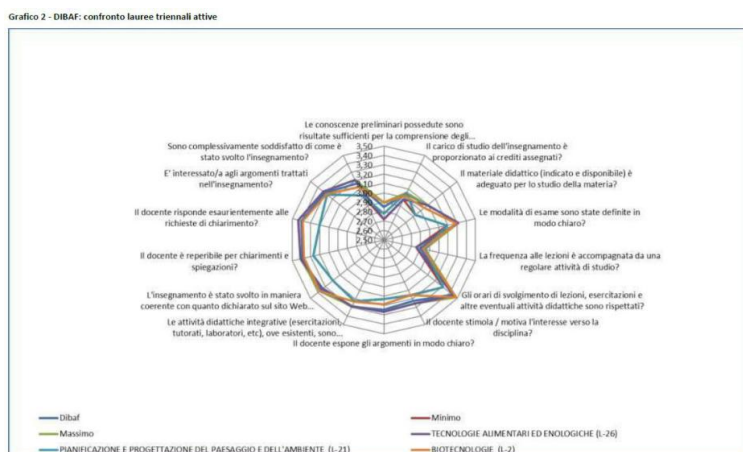 Grafico 2 - DIBAF: confronto lauree triennali attive
Le conoscenze preliminari possedute sono
risultate sufficienti per la comprensione degli...
Il carico di studio dell'insegnamento è
proporzionato ai crediti assegnati?
Il materiale didattico (indicato e disponibile) è
adeguato per lo studio della materia?
Le modalità di esame sono state definite in
modo chiaro?
La frequenza alle lezioni è accompagnata da una
regolare attività di studio?
Gli orari di svolgimento di lezioni, esercitazioni e
altre eventuali attività didattiche sono rispettati?
Il docente stimola / motiva l'interesse verso la
disciplina?
Il docente espone gli argomenti in modo chiaro?
Le attività didattiche integrative (esercitazioni,
tutorati, laboratori, etc), ove esistenti, sono...
L'insegnamento è stato svolto in maniera
coerente con quanto dichiarato sul sito Web...
Il docente è reperibile per chiarimenti e
spiegazioni?
Il docente risponde esaurientemente alle
richieste di chiarimento?
E' interessato/a agli argomenti trattati
nell'insegnamento?
Sono complessivamente soddisfatto di come è
stato svolto l'insegnamento?
3,50
3,40
3,30
3,20
3,10
3,00
2,90
2,80
2,70
2,60
2,50
Dibaf
Minimo
Massimo
TECNOLOGIE ALIMENTARI ED ENOLOGICHE (L-26)
PIANIFICAZIONE E PROGETTAZIONE DEL PAESAGGIO E DELL'AMBIENTE (L-21)
BIOTECNOLOGIE (L-2)